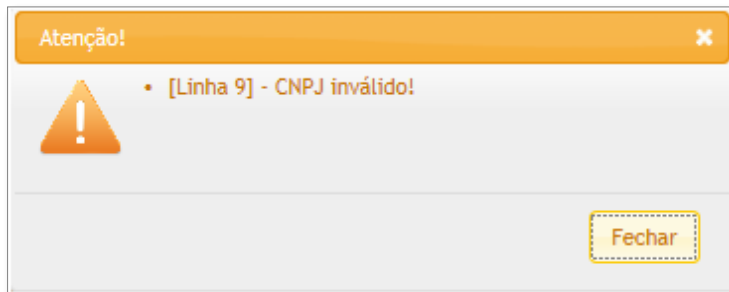 Atenção!
• [Linha 9] - CNPJ inválido!
Fechar